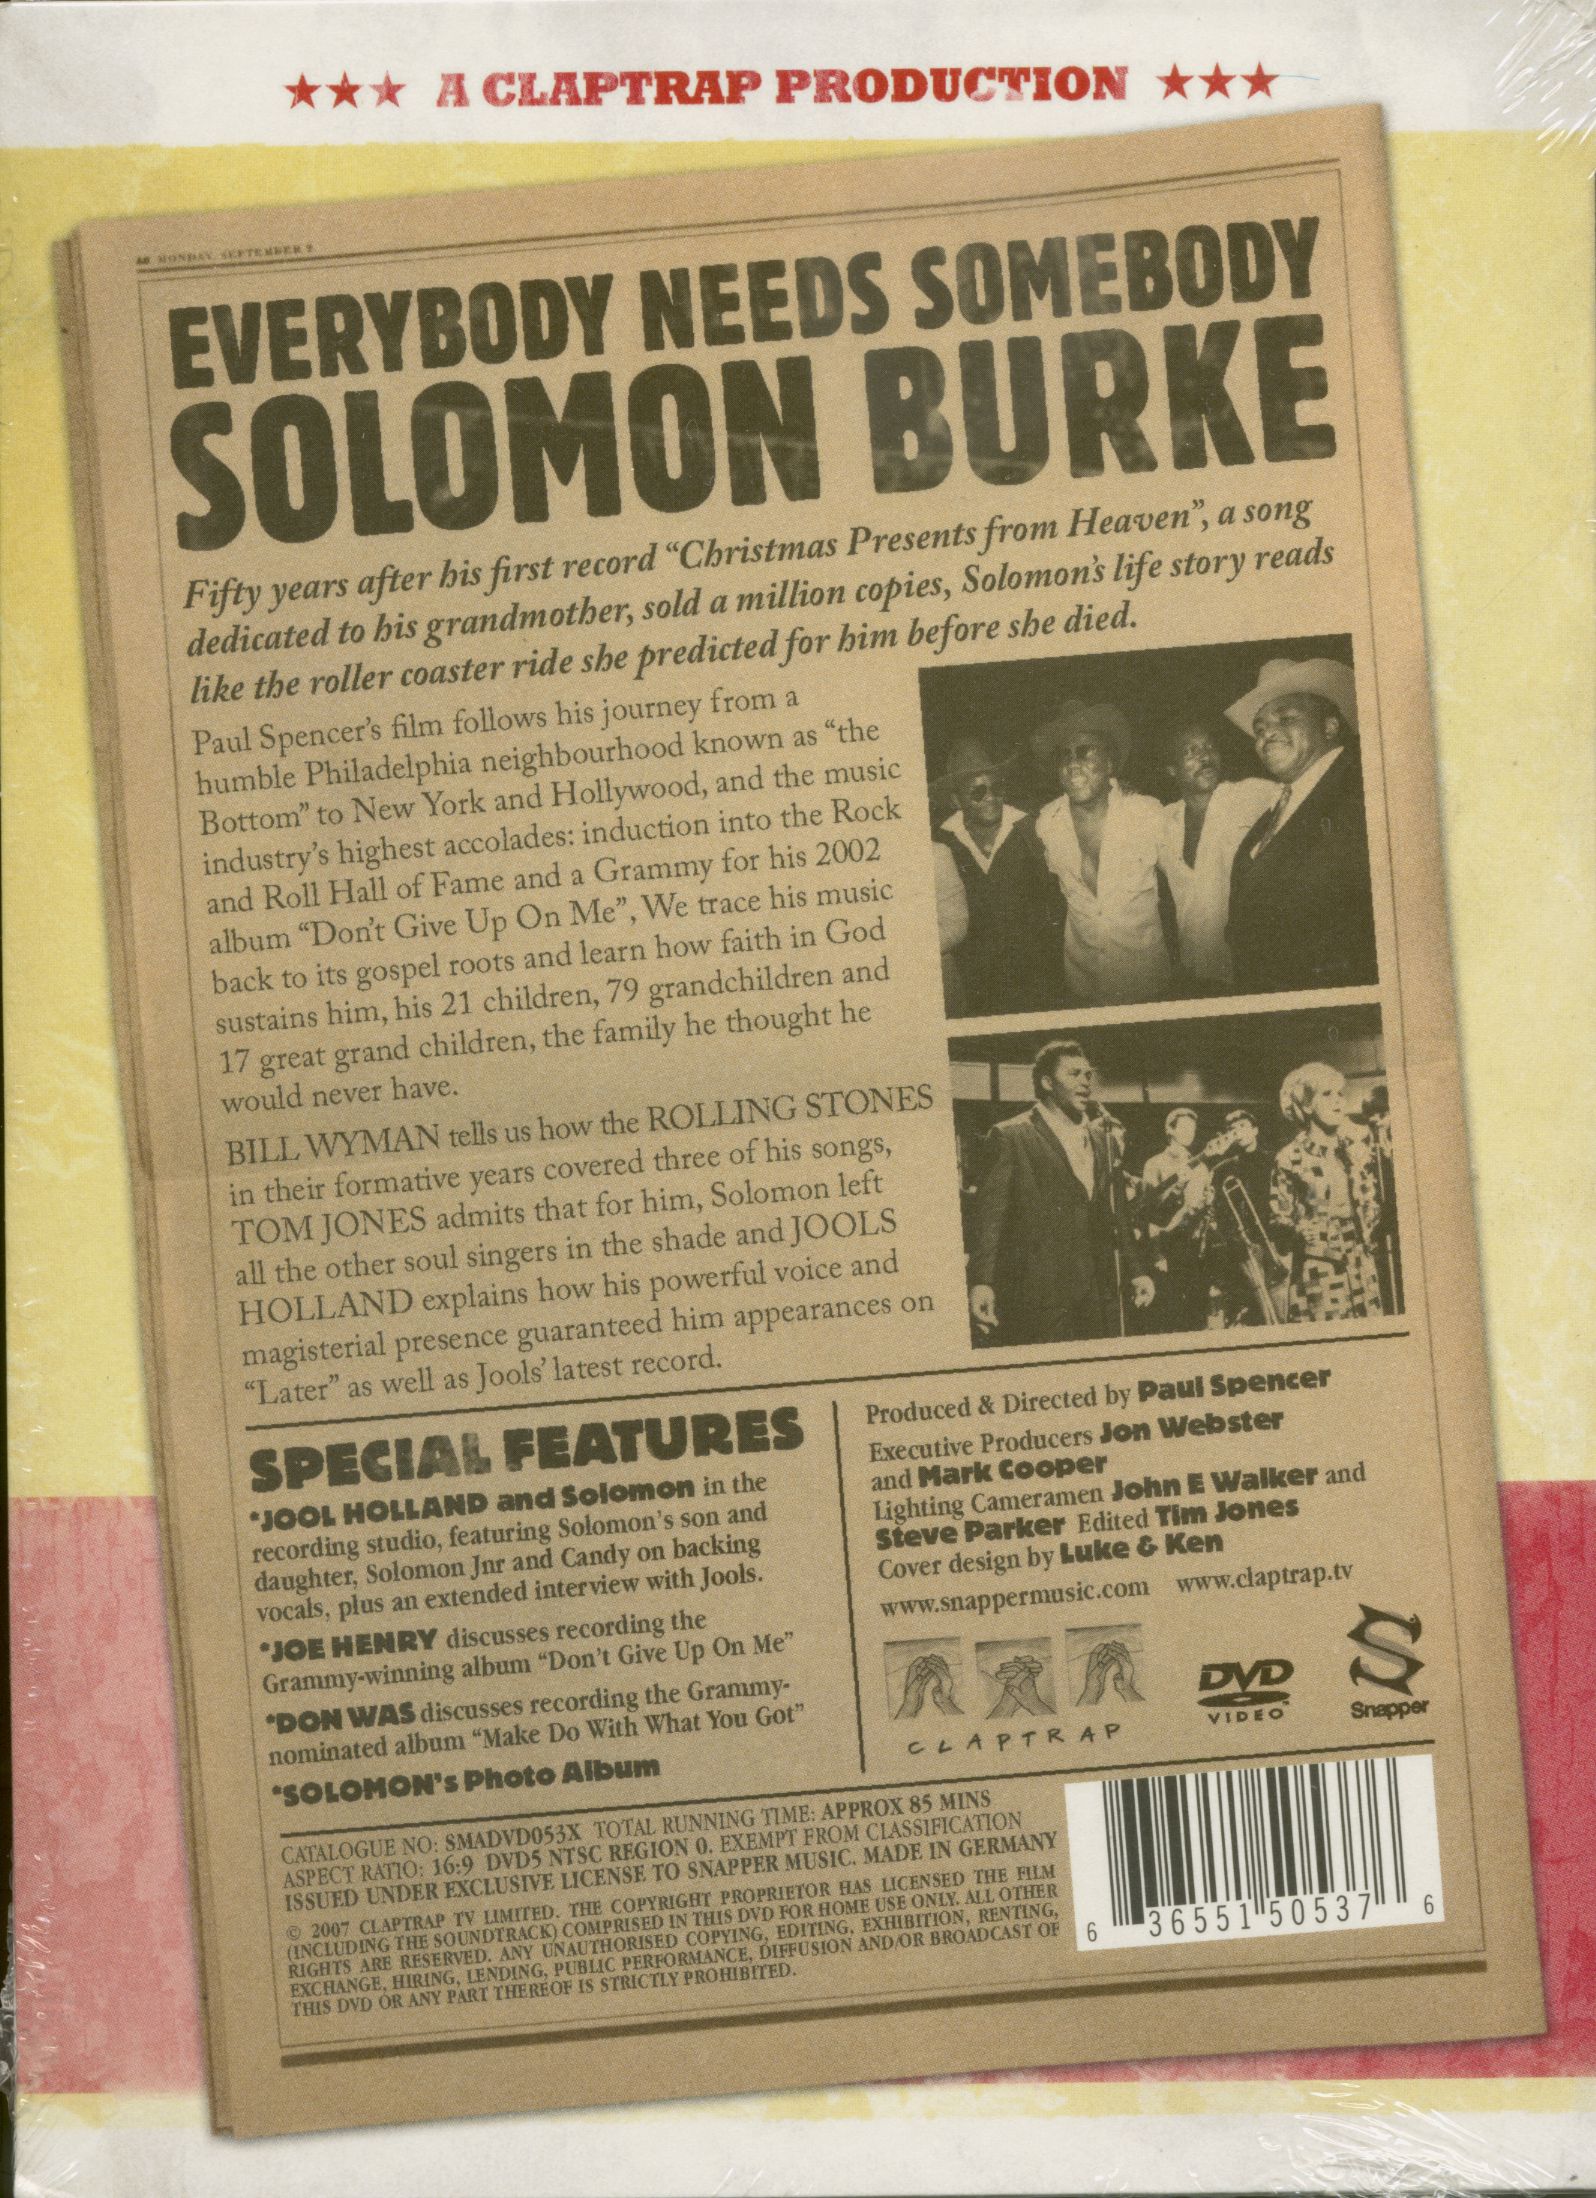 ★★★ A CLAPTRAP PRODUCTION ★★★
MONDAY, SEPTEMBER 2
EVERYBODY NEEDS SOMEBODY
SOLOMON BURKE
Fifty years after his first record “Christmas Presents from Heaven”, a song
dedicated to his grandmother, sold a million copies, Solomon's life story reads
like the roller coaster ride she predicted for him before she died.
Paul Spencer's film follows his journey from a
humble Philadelphia neighbourhood known as “the
Bottom” to New York and Hollywood, and the music
industry's highest accolades: induction into the Rock
and Roll Hall of Fame and a Grammy for his 2002
album “Don't Give Up On Me”, We trace his music
back to its gospel roots and learn how faith in God
sustains him, his 21 children, 79 grandchildren and
17 great grand children, the family he thought he
would never have.
BILL WYMAN tells us how the ROLLING STONES
in their formative years covered three of his songs,
TOM JONES admits that for him, Solomon left
all the other soul singers in the shade and JOOLS
HOLLAND explains how his powerful voice and
magisterial presence guaranteed him appearances on
“Later” as well as Jools' latest record.
SPECIAL FEATURES
*JOOL HOLLAND and Solomon in the
recording studio, featuring Solomon's son and
daughter, Solomon Jnr and Candy on backing
vocals, plus an extended interview with Jools.
*JOE HENRY discusses recording the
Grammy-winning album “Don't Give Up On Me”
*DON WAS discusses recording the Grammy-
nominated album “Make Do With What You Got”
*SOLOMON's Photo Album
Produced & Directed by Paul Spencer
Executive Producers Jon Webster
and Mark Cooper
Lighting Cameramen John E Walker and
Steve Parker Edited Tim Jones
Cover design by Luke & Ken
www.snappermusic.com www.claptrap.tv
CLAPTRAP
DVD
VIDEO
Snapper
CATALOGUE NO: SMADVD053X TOTAL RUNNING TIME: APPROX 85 MINS
ASPECT RATIO: 16:9 DVD5 NTSC REGION 0. EXEMPT FROM CLASSIFICATION
ISSUED UNDER EXCLUSIVE LICENSE TO SNAPPER MUSIC. MADE IN GERMANY
© 2007 CLAPTRAP TV LIMITED. THE COPYRIGHT PROPRIETOR HAS LICENSED THE FILM
(INCLUDING THE SOUNDTRACK) COMPRISED IN THIS DVD FOR HOME USE ONLY. ALL OTHER
RIGHTS ARE RESERVED. ANY UNAUTHORISED COPYING, EDITING, EXHIBITION, RENTING,
EXCHANGE, HIRING, LENDING, PUBLIC PERFORMANCE, DIFFUSION AND/OR BROADCAST OF
THIS DVD OR ANY PART THEREOF IS STRICTLY PROHIBITED.
6 36551 50537 6